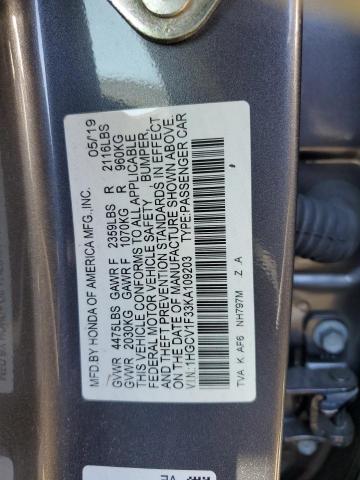 MFD BY HONDA OF AMERICA MFG.,INC. 05/19
GVWR 4475LBS GAWR F 2359LBS R 2116LBS
GVWR 2030KG GAWR F 1070KG R 960KG
THIS VEHICLE CONFORMS TO ALL APPLICABLE
FEDERAL MOTOR VEHICLE SAFETY, BUMPER,
AND THEFT PREVENTION STANDARDS IN EFFECT
ON THE DATE OF MANUFACTURE SHOWN ABOVE.
V.I.N.:1HGCV1F33KA109203 TYPE:PASSENGER CAR
TVA K AF6 NH797M Z .A
VE